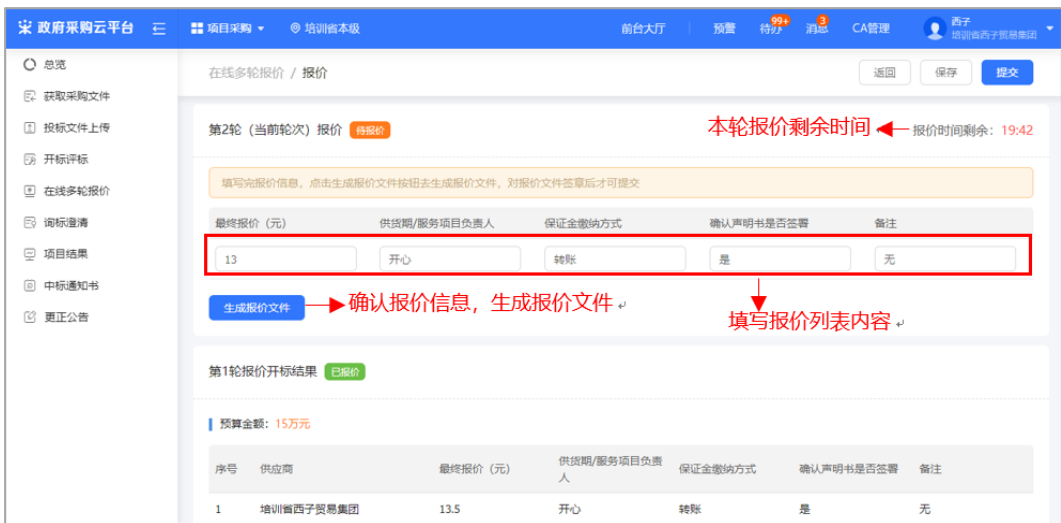 政府采购云平台 项目采购 培训省本级 前台大厅 预警 待办 99+ 消息 3 CA管理 西子
培训省西子贸易集团
总览
获取采购文件
投标文件上传
开标评标
在线多轮报价
询标澄清
项目结果
中标通知书
更正公告
在线多轮报价 / 报价 返回 保存 提交
第2轮（当前轮次）报价 待报价 本轮报价剩余时间 报价时间剩余：19:42
填写完报价信息，点击生成报价文件按钮去生成报价文件，对报价文件签章后才可提交
最终报价（元） 供货期/服务项目负责人 保证金缴纳方式 确认声明书是否签署 备注
13 开心 转账 是 无
生成报价文件 确认报价信息，生成报价文件
填写报价列表内容
第1轮报价开标结果 已报价
预算金额：15万元
序号 供应商 最终报价（元） 供货期/服务项目负责
人 保证金缴纳方式 确认声明书是否签署 备注
1 培训省西子贸易集团 13.5 开心 转账 是 无